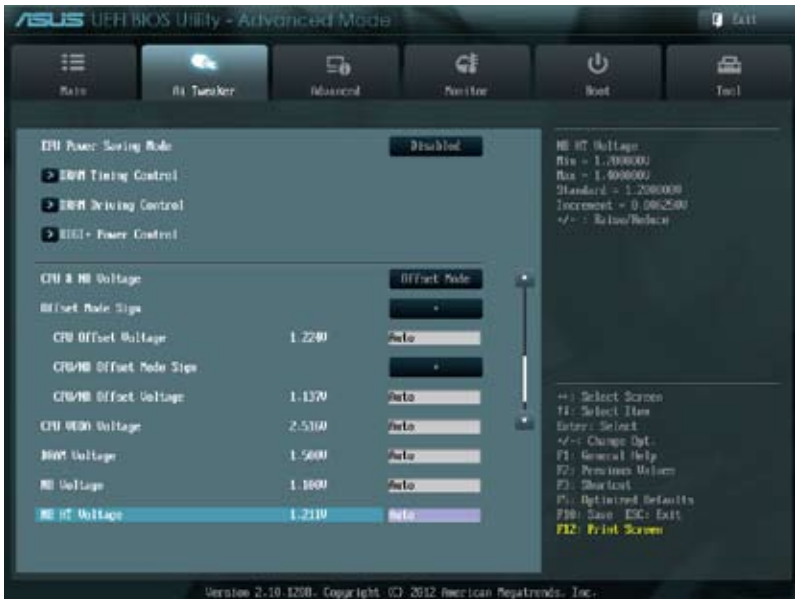 ASUS UEFI BIOS Utility - Advanced Mode
Exit
Main
Ai Tweaker
Advanced
Monitor
Boot
Tool
EPU Power Saving Mode Disabled
> DRAM Timing Control
> DRAM Driving Control
> DIGI+ Power Control
CPU & NB Voltage Offset Mode
Offset Mode Sign
CPU Offset Voltage 1.224V Auto
CPU/NB Offset Mode Sign
CPU/NB Offset Voltage 1.137V Auto
CPU VDDA Voltage 2.516V Auto
DRAM Voltage 1.500V Auto
NB Voltage 1.100V Auto
NB HT Voltage 1.211V Auto
NB HT Voltage
Max = 1.400000V
Standard = 1.200000V
Increment = 0.006250V
+/- : Raise/Reduce
: Select Screen
: Select Item
Enter: Select
+/-: Change Opt.
F1: General Help
F2: Previous Values
F3: Shortcut
F5: Optimized Defaults
F10: Save ESC: Exit
F12: Print Screen
Version 2.10.1208. Copyright (C) 2012 American Megatrends, Inc.